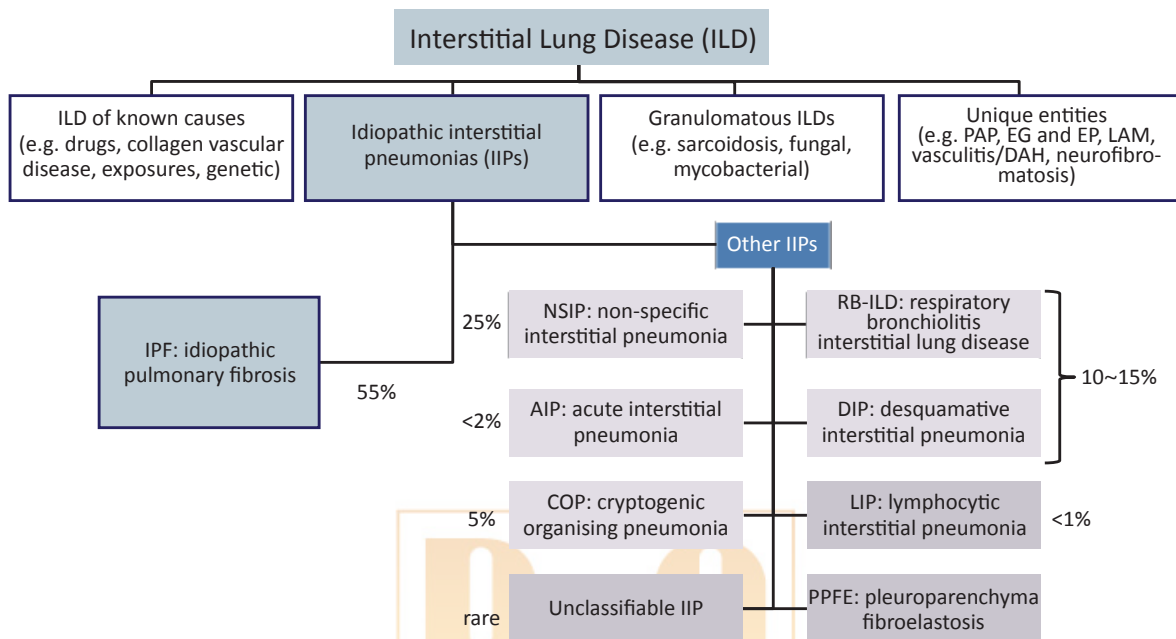 Interstitial Lung Disease (ILD)
ILD of known causes
(e.g. drugs, collagen vascular
disease, exposures, genetic)
Idiopathic interstitial
pneumonias (IIPs)
Granulomatous ILDs
(e.g. sarcoidosis, fungal,
mycobacterial)
Unique entities
(e.g. PAP, EG and EP, LAM,
vasculitis/DAH, neurofibro-
matosis)
Other IIPs
IPF: idiopathic
pulmonary fibrosis
55%
25%
NSIP: non-specific
interstitial pneumonia
RB-ILD: respiratory
bronchiolitis
interstitial lung disease
10~15%
<2%
AIP: acute interstitial
pneumonia
DIP: desquamative
interstitial pneumonia
5%
COP: cryptogenic
organising pneumonia
LIP: lymphocytic
interstitial pneumonia
<1%
rare
Unclassifiable IIP
PPFE: pleuroparenchyma
fibroelastosis